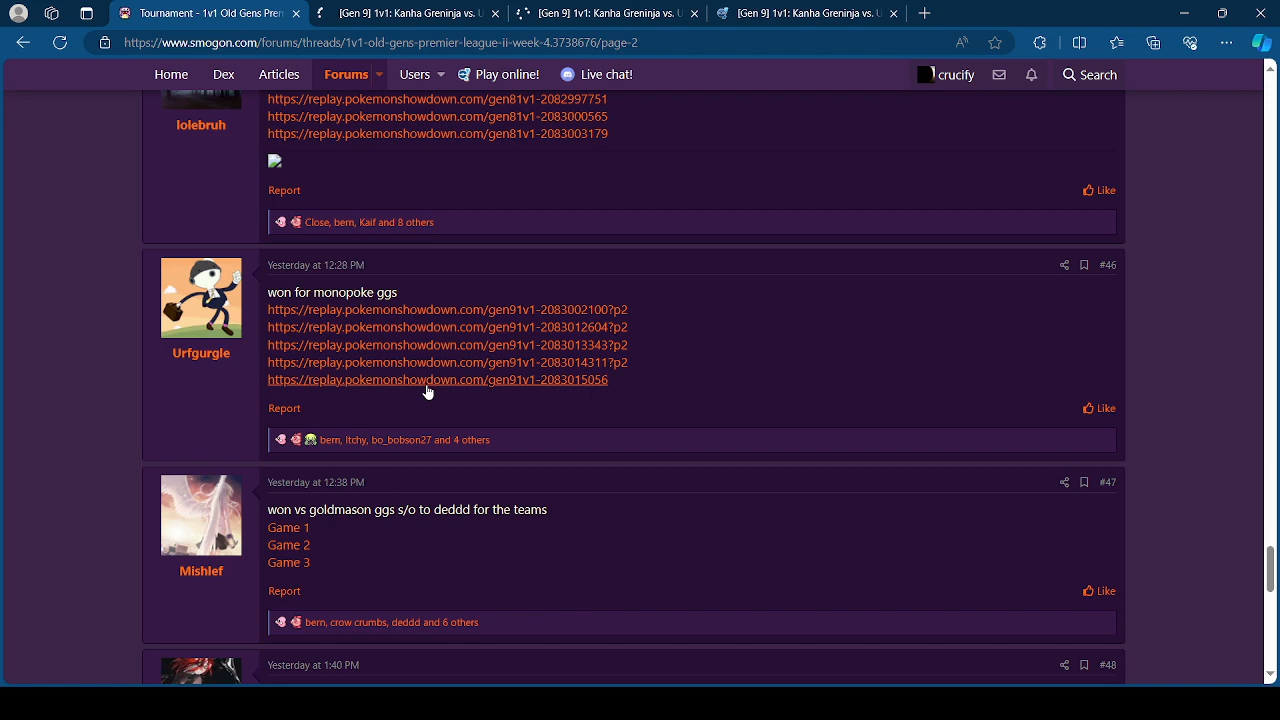 Tournament - 1v1 Old Gens Prem
[Gen 9] 1v1: Kanha Greninja vs. U
[Gen 9] 1v1: Kanha Greninja vs. U
[Gen 9] 1v1: Kanha Greninja vs. U
https://www.smogon.com/forums/threads/1v1-old-gens-premier-league-ii-week-4.3738676/page-2
Home
Dex
Articles
Forums
Users
Play online!
Live chat!
crucify
Search
https://replay.pokemonshowdown.com/gen81v1-2082997751
https://replay.pokemonshowdown.com/gen81v1-2083000565
https://replay.pokemonshowdown.com/gen81v1-2083003179
lolebruh
Report
Like
Close, bern, Kaif and 8 others
Yesterday at 12:28 PM
#46
won for monopoke ggs
https://replay.pokemonshowdown.com/gen91v1-2083002100?p2
https://replay.pokemonshowdown.com/gen91v1-2083012604?p2
https://replay.pokemonshowdown.com/gen91v1-2083013343?p2
https://replay.pokemonshowdown.com/gen91v1-2083014311?p2
https://replay.pokemonshowdown.com/gen91v1-2083015056
Urfgurgle
Report
Like
bern, Itchy, bo_bobson27 and 4 others
Yesterday at 12:38 PM
#47
won vs goldmason ggs s/o to deddd for the teams
Game 1
Game 2
Game 3
Mishlef
Report
Like
bern, crow crumbs, deddd and 6 others
Yesterday at 1:40 PM
#48